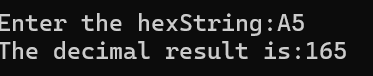 Enter the hexString:A5
The decimal result is:165